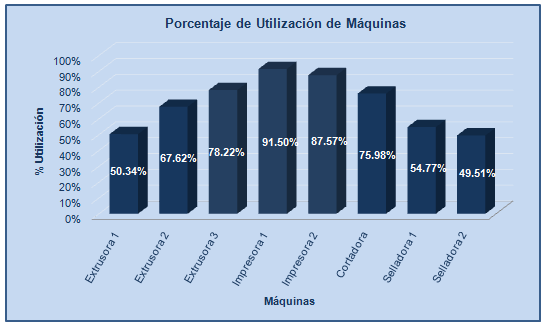 Porcentaje de Utilización de Máquinas
% Utilización
100%
90%
80%
70%
60%
50%
40%
30%
20%
10%
0%
50.34%
67.62%
78.22%
91.50%
87.57%
75.98%
54.77%
49.51%
Extrusora 1
Extrusora 2
Extrusora 3
Impresora 1
Impresora 2
Cortadora
Selladora 1
Selladora 2
Máquinas